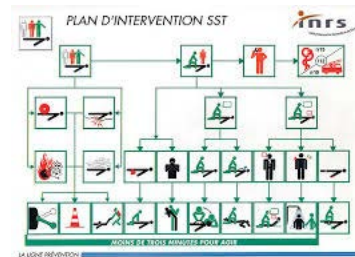 PLAN D'INTERVENTION SST
inrs
MOINS DE TROIS MINUTES POUR AGIR
LA LIGNE PRÉVENTION